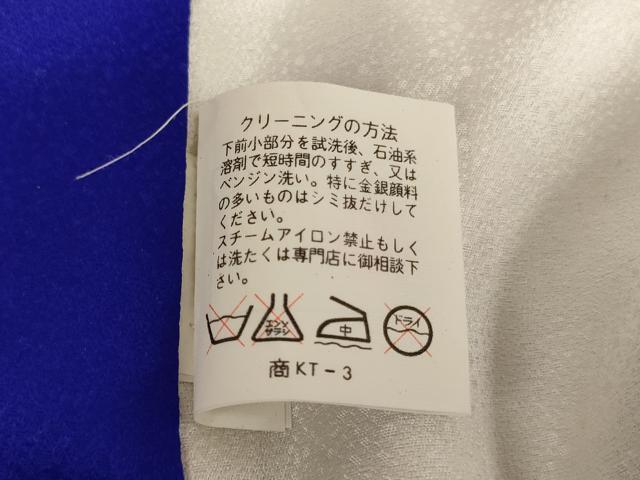 クリーニングの方法
下前小部分を試洗後、石油系
溶剤で短時間のすすぎ、又は
ベンジン洗い。特に金銀顔料
の多いものはシミ抜だけして
ください。
スチームアイロン禁止もしく
は洗たくは専門店に御相談下
さい。
エンソ
サラシ
中
ドライ
商KT-3